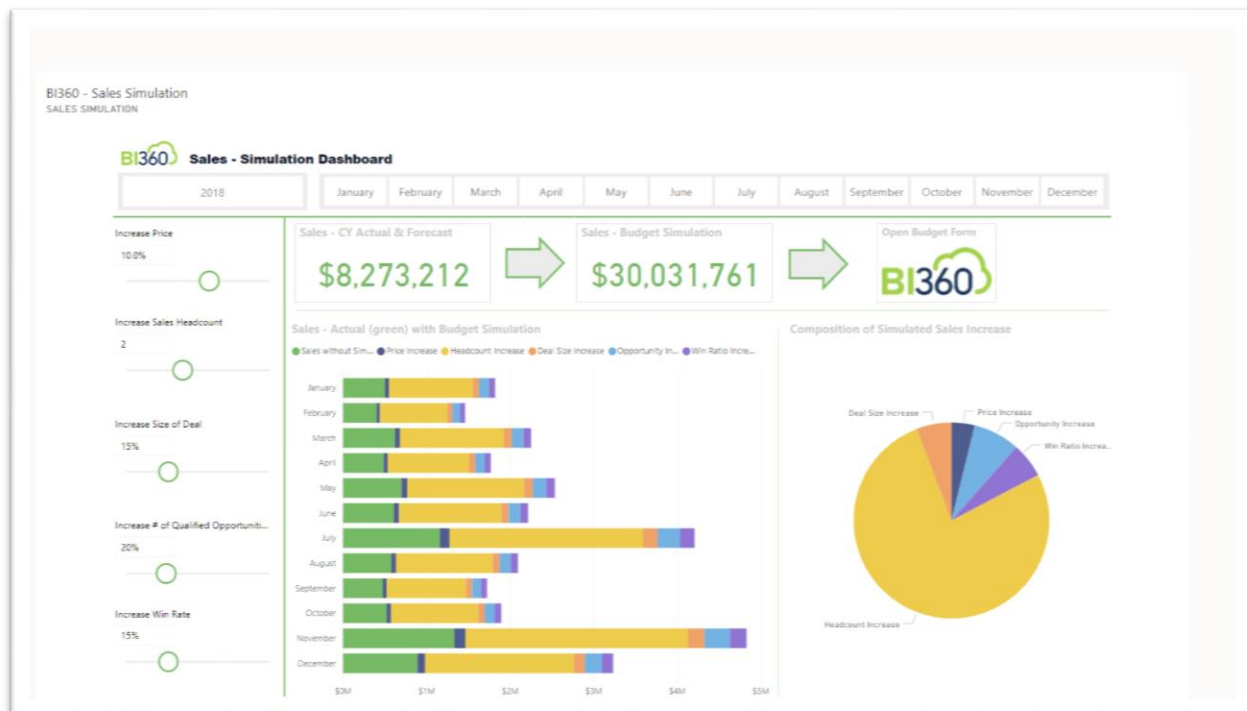 BI360 - Sales Simulation
SALES SIMULATION
BI360 Sales - Simulation Dashboard
2018 January February March April May June July August September October November December
Increase Price
10.0%
Increase Sales Headcount
2
Increase Size of Deal
15%
Increase # of Qualified Opportuniti...
20%
Increase Win Rate
15%
Sales - CY Actual & Forecast
$8,273,212
Sales - Budget Simulation
$30,031,761
Open Budget Form
BI360
Sales - Actual (green) with Budget Simulation
Sales without Sim... Price Increase Headcount Increase Deal Size Increase Opportunity In... Win Ratio Incre...
January
February
March
April
May
June
July
August
September
October
November
December
$0M $1M $2M $3M $4M $5M
Composition of Simulated Sales Increase
Deal Size Increase
Price Increase
Opportunity Increase
Win Ratio Increa...
Headcount Increase